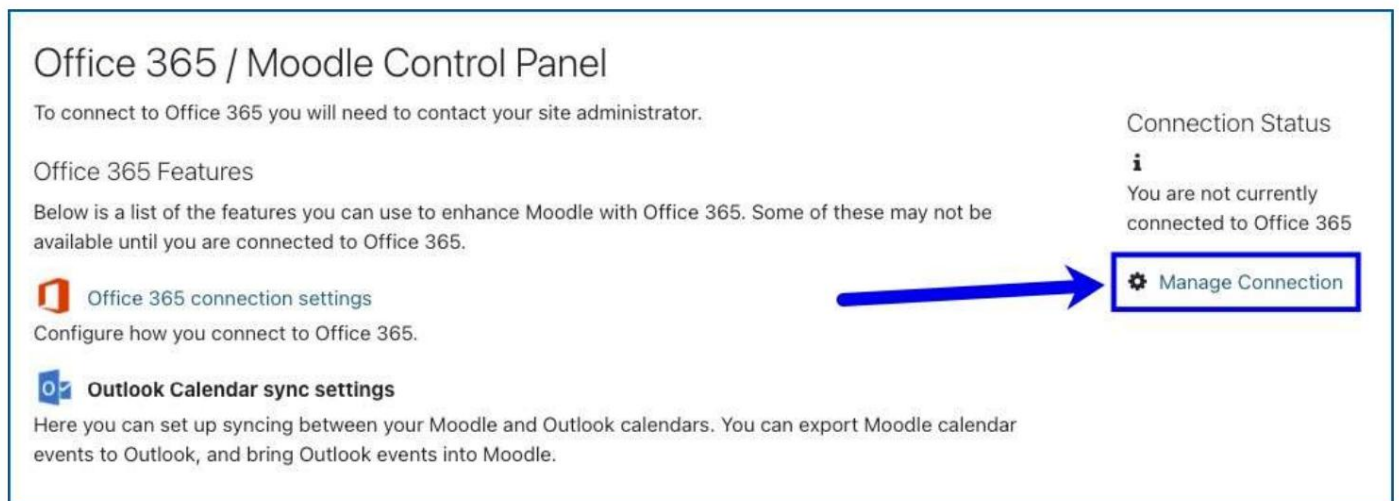 Office 365 / Moodle Control Panel
To connect to Office 365 you will need to contact your site administrator.
Office 365 Features
Below is a list of the features you can use to enhance Moodle with Office 365. Some of these may not be
available until you are connected to Office 365.
Office 365 connection settings
Configure how you connect to Office 365.
Outlook Calendar sync settings
Here you can set up syncing between your Moodle and Outlook calendars. You can export Moodle calendar
events to Outlook, and bring Outlook events into Moodle.
Connection Status
You are not currently
connected to Office 365
Manage Connection